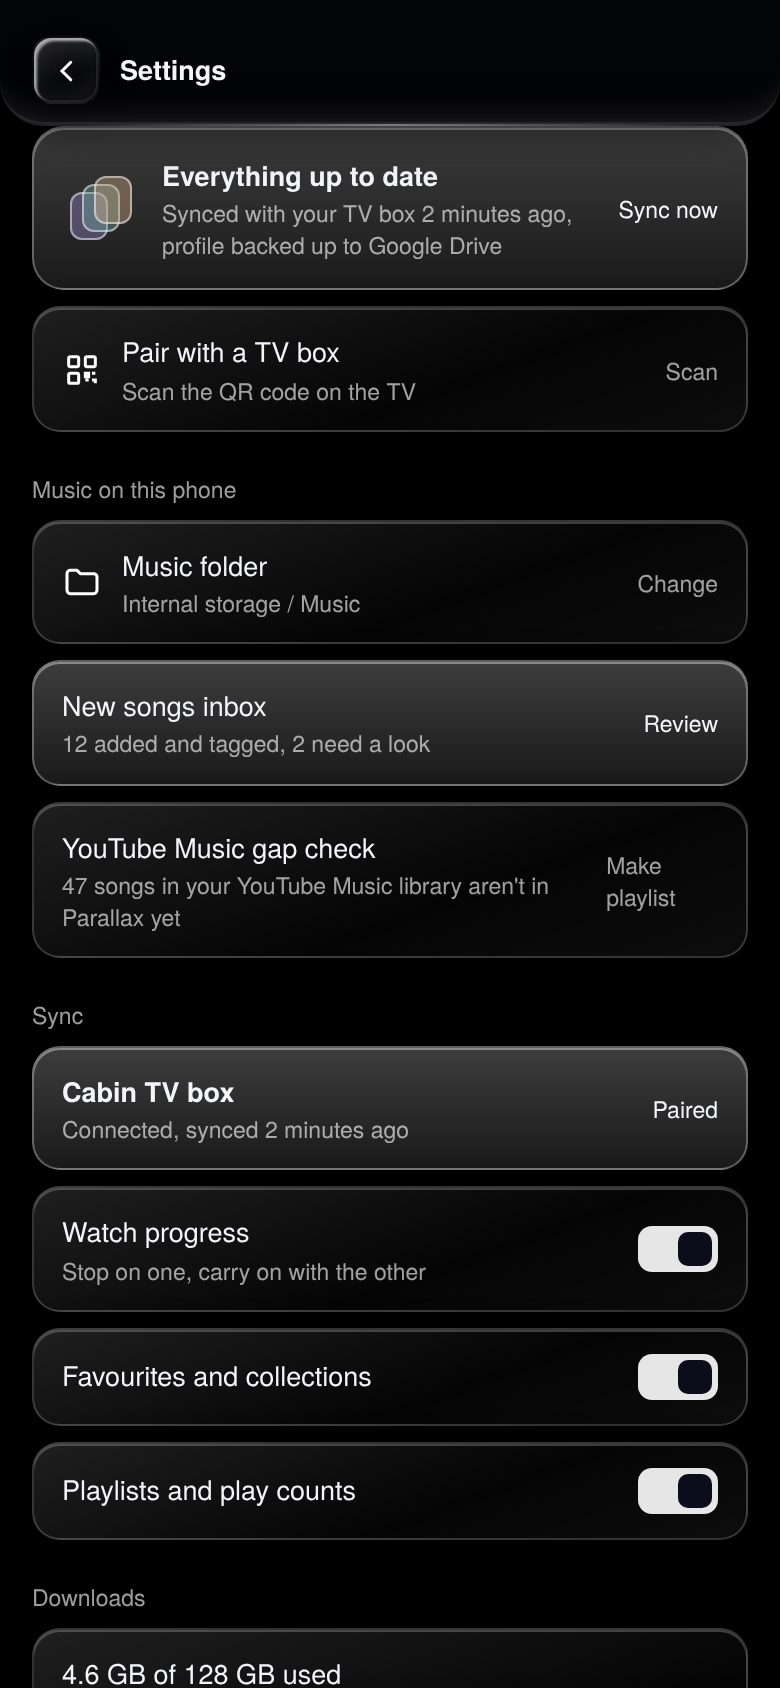 Settings
Everything up to date
Synced with your TV box 2 minutes ago,
profile backed up to Google Drive
Sync now
Pair with a TV box
Scan the QR code on the TV
Scan
Music on this phone
Music folder
Internal storage / Music
Change
New songs inbox
12 added and tagged, 2 need a look
Review
YouTube Music gap check
47 songs in your YouTube Music library aren't in
Parallax yet
Make
playlist
Sync
Cabin TV box
Connected, synced 2 minutes ago
Paired
Watch progress
Stop on one, carry on with the other
Favourites and collections
Playlists and play counts
Downloads
4.6 GB of 128 GB used